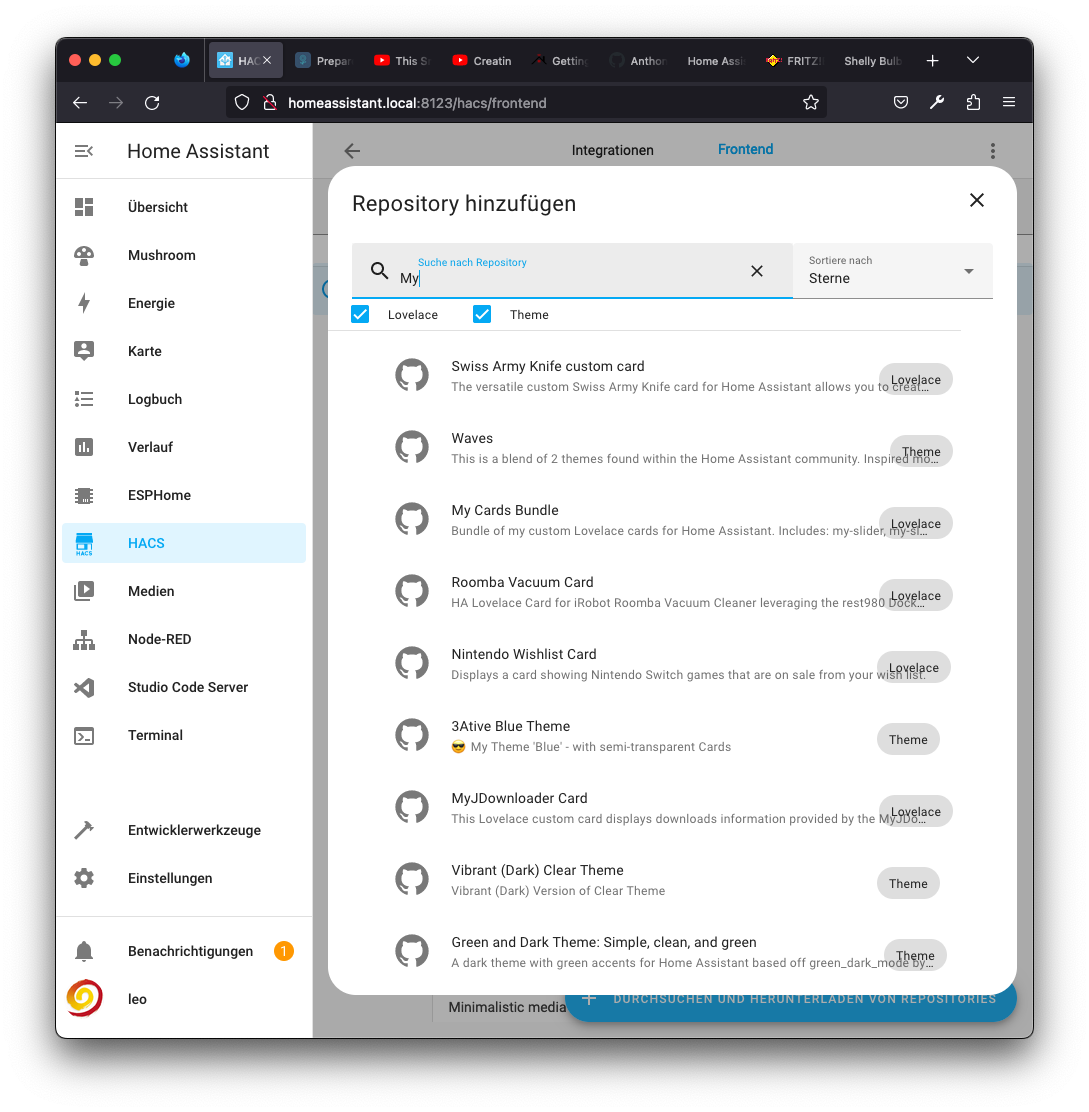 HAC
Prepar
This S
Creatin
Getting
Anthon
Home Assis
FRITZ!
Shelly Bulb
homeassistant.local:8123/hacs/frontend
Home Assistant
Übersicht
Mushroom
Energie
Karte
Logbuch
Verlauf
ESPHome
HACS
HACS
Medien
Node-RED
Studio Code Server
Terminal
Entwicklerwerkzeuge
Einstellungen
Benachrichtigungen 1
leo
Integrationen
Frontend
Repository hinzufügen
Suche nach Repository
My
Sortiere nach
Sterne
Lovelace
Theme
Swiss Army Knife custom card
The versatile custom Swiss Army Knife card for Home Assistant allows you to creat…
Lovelace
Waves
This is a blend of 2 themes found within the Home Assistant community. Inspired mo…
Theme
My Cards Bundle
Bundle of my custom Lovelace cards for Home Assistant. Includes: my-slider, my-sl…
Lovelace
Roomba Vacuum Card
HA Lovelace Card for iRobot Roomba Vacuum Cleaner leveraging the rest980 Dock…
Lovelace
Nintendo Wishlist Card
Displays a card showing Nintendo Switch games that are on sale from your wish list.
Lovelace
3Ative Blue Theme
😎 My Theme 'Blue' - with semi-transparent Cards
Theme
MyJDownloader Card
This Lovelace custom card displays downloads information provided by the MyJDo…
Lovelace
Vibrant (Dark) Clear Theme
Vibrant (Dark) Version of Clear Theme
Theme
Green and Dark Theme: Simple, clean, and green
A dark theme with green accents for Home Assistant based off green_dark_mode by…
Theme
Minimalistic media
DURCHSUCHEN UND HERUNTERLADEN VON REPOSITORIES